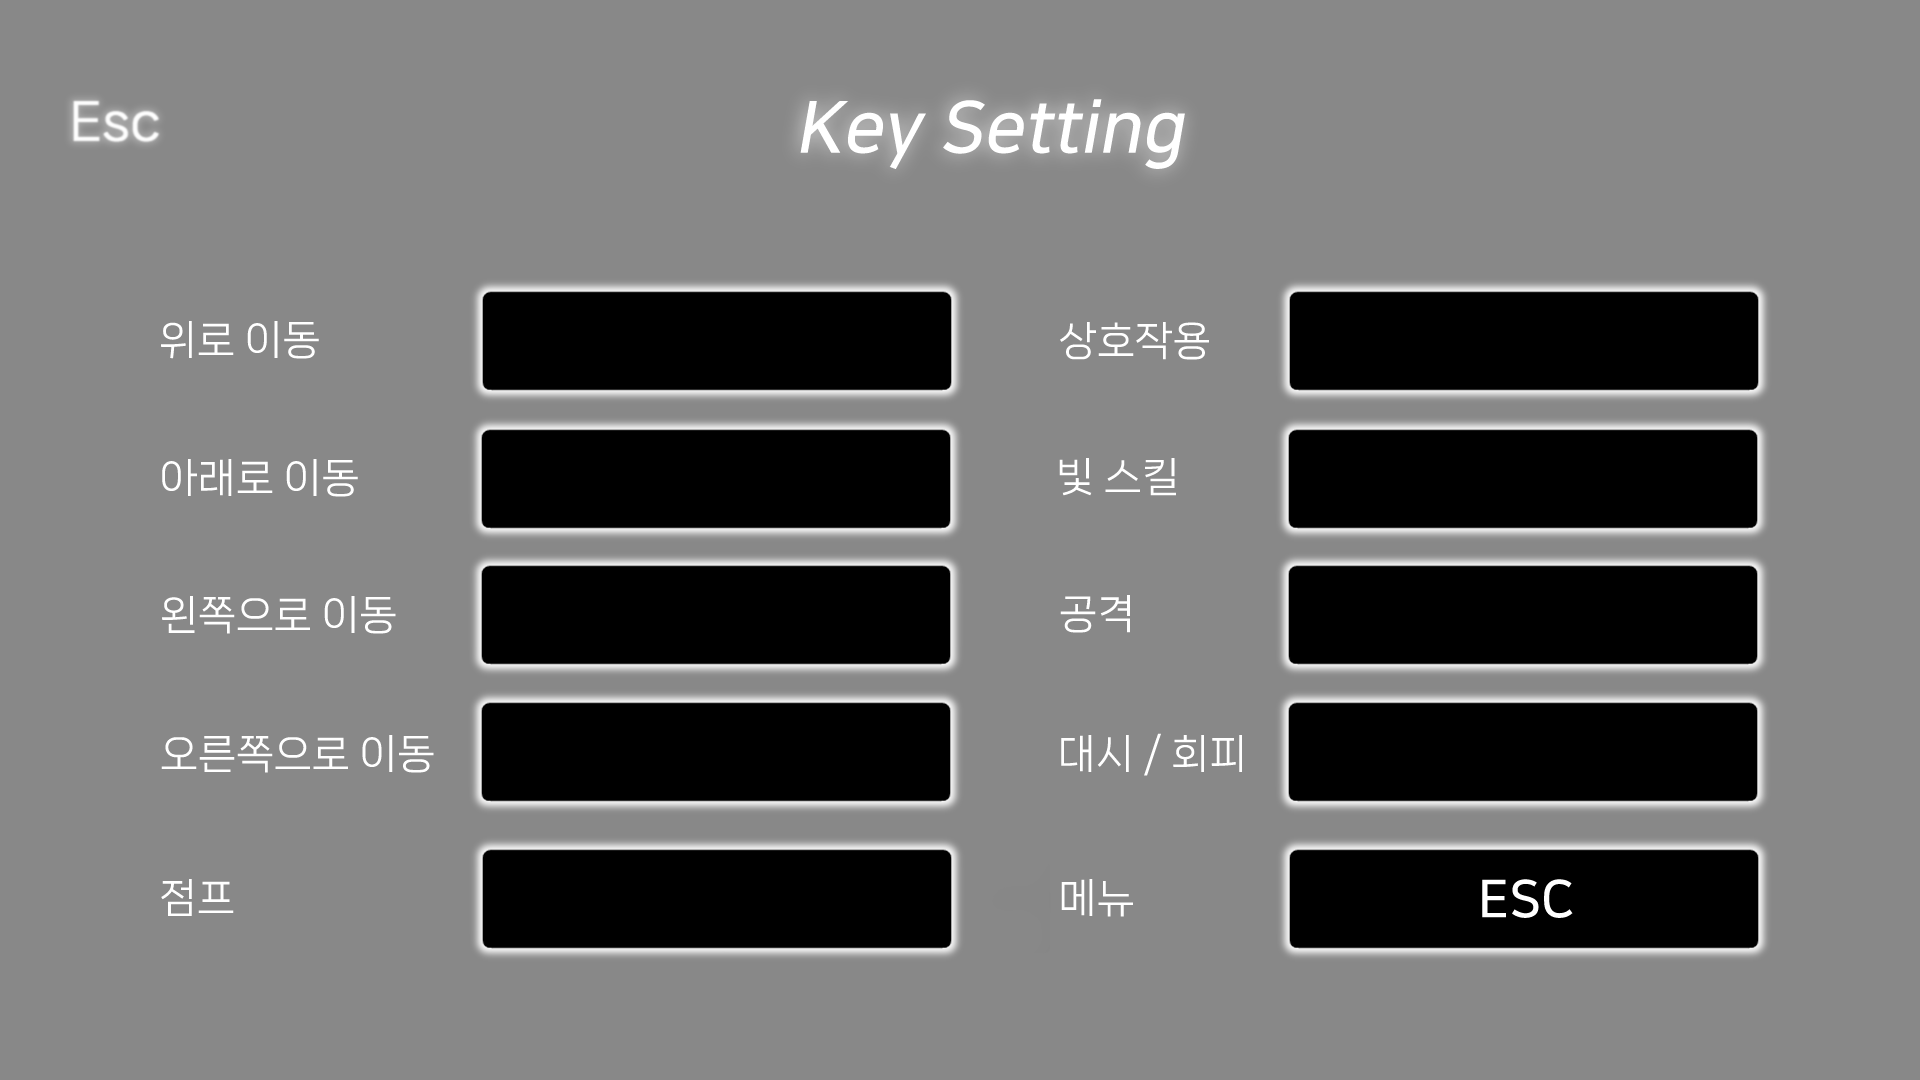 Esc
Key Setting
위로 이동
상호작용
아래로 이동
빛 스킬
왼쪽으로 이동
공격
오른쪽으로 이동
대시 / 회피
점프
메뉴
ESC